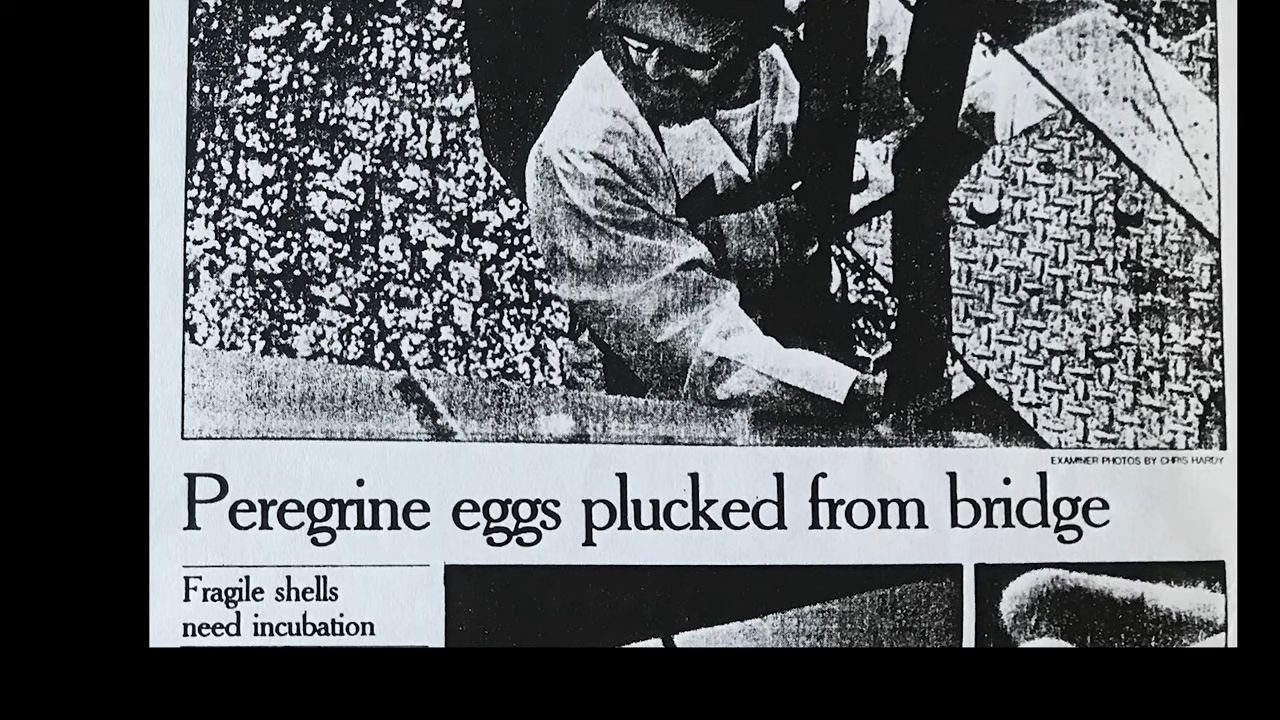 EXAMINER PHOTOS BY CHRIS HARDY
Peregrine eggs plucked from bridge
Fragile shells
need incubation